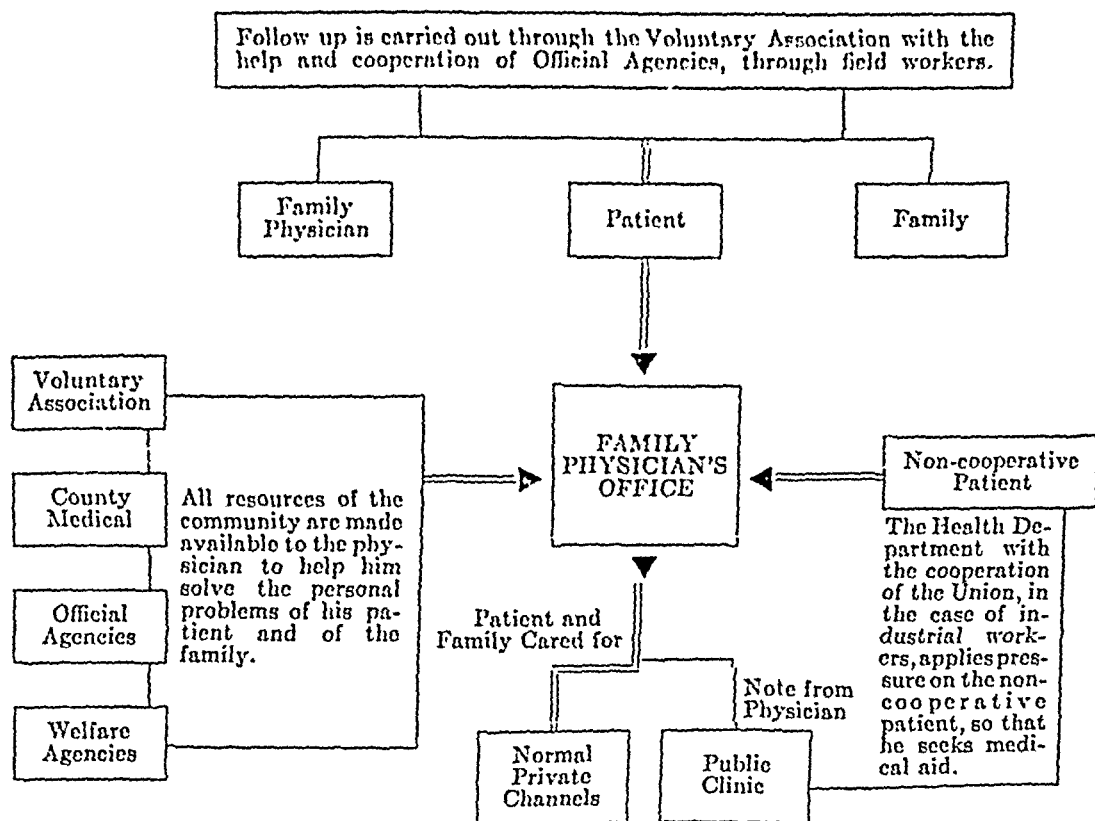 Follow up is carried out through the Voluntary Association with the
help and cooperation of Official Agencies, through field workers.
Family
Physician
Patient
Family
Voluntary
Association
County
Medical
Official
Agencies
Welfare
Agencies
All resources of the
community are made
available to the phy-
sician to help him
solve the personal
problems of his pa-
tient and of the
family.
FAMILY
PHYSICIAN'S
OFFICE
Non-cooperative
Patient
The Health De-
partment with
the cooperation
of the Union, in
the case of in-
dustrial work-
ers, applies pres-
sure on the non-
cooperative
patient, so that
he seeks medi-
cal aid.
Patient and
Family Cared for
Note from
Physician
Normal
Private
Channels
Public
Clinic